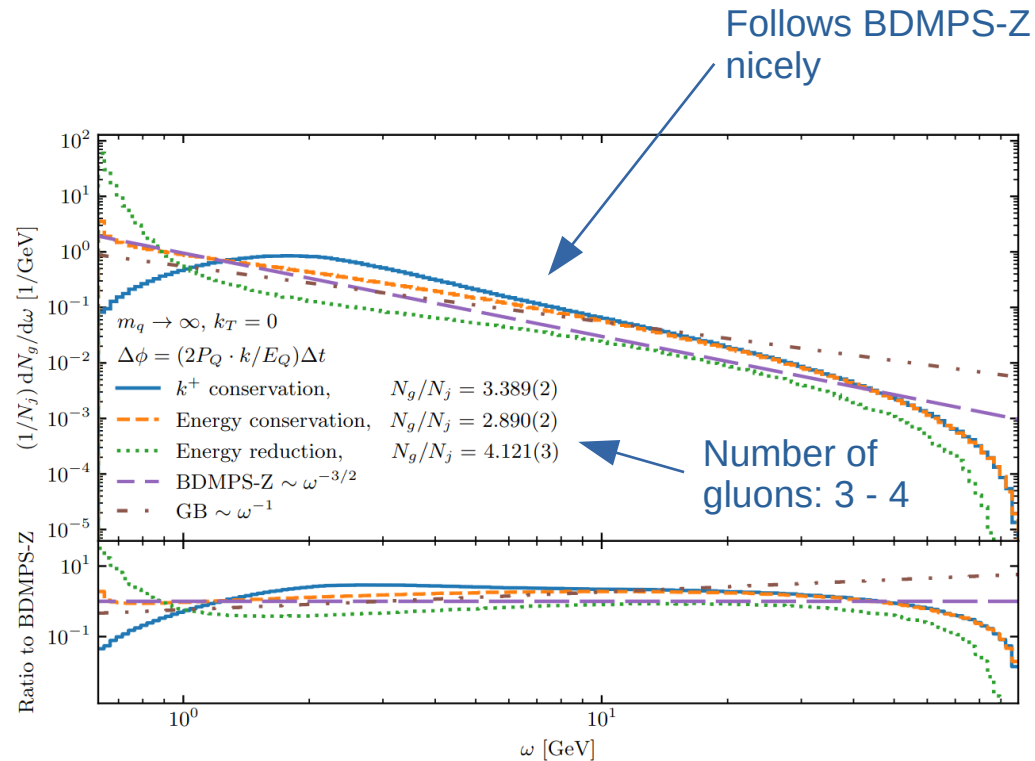 Follows BDMPS-Z
nicely
(1/N_j) dN_g/dω [1/GeV]
10^2
10^1
10^0
10^-1
10^-2
10^-3
10^-4
10^-5
m_q → ∞, k_T = 0
Δϕ = (2P_Q · k/E_Q)Δt
k^+ conservation, N_g/N_j = 3.389(2)
Energy conservation, N_g/N_j = 2.890(2)
Energy reduction, N_g/N_j = 4.121(3)
BDMPS-Z ∼ ω^-3/2
GB ∼ ω^-1
Number of
gluons: 3 - 4
Ratio to BDMPS-Z
10^1
10^-1
10^0
10^1
ω [GeV]